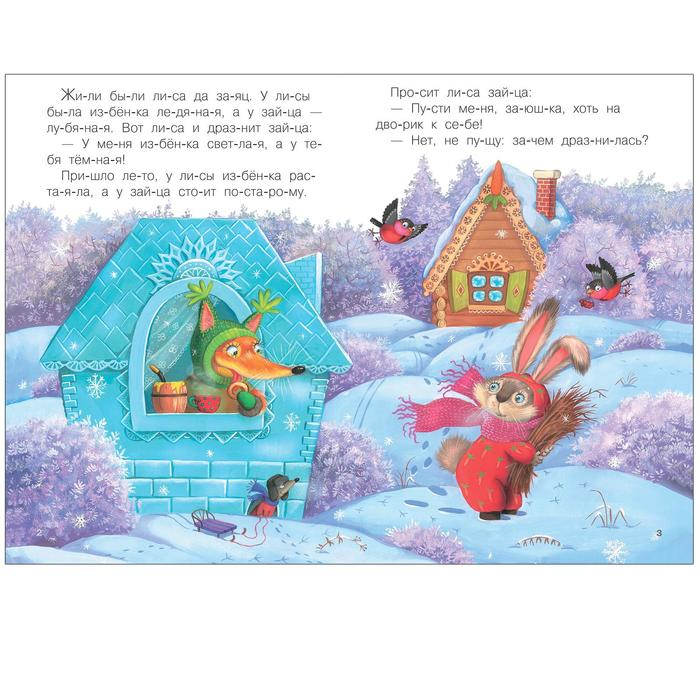 Жи-ли бы-ли ли-са да за-яц. У ли-сы
бы-ла из-бён-ка ле-дя-на-я, а у зай-ца —
лу-бя-на-я. Вот ли-са и драз-нит зай-ца:
— У ме-ня из-бён-ка свет-ла-я, а у те-
бя тём-на-я!
При-шло ле-то, у ли-сы из-бён-ка рас-
та-я-ла, а у зай-ца сто-ит по-ста-ро-му.
2
Про-сит ли-са зай-ца:
— Пу-сти ме-ня, за-юш-ка, хоть на
дво-рик к се-бе!
— Нет, не пу-щу: за-чем драз-ни-лась?
3